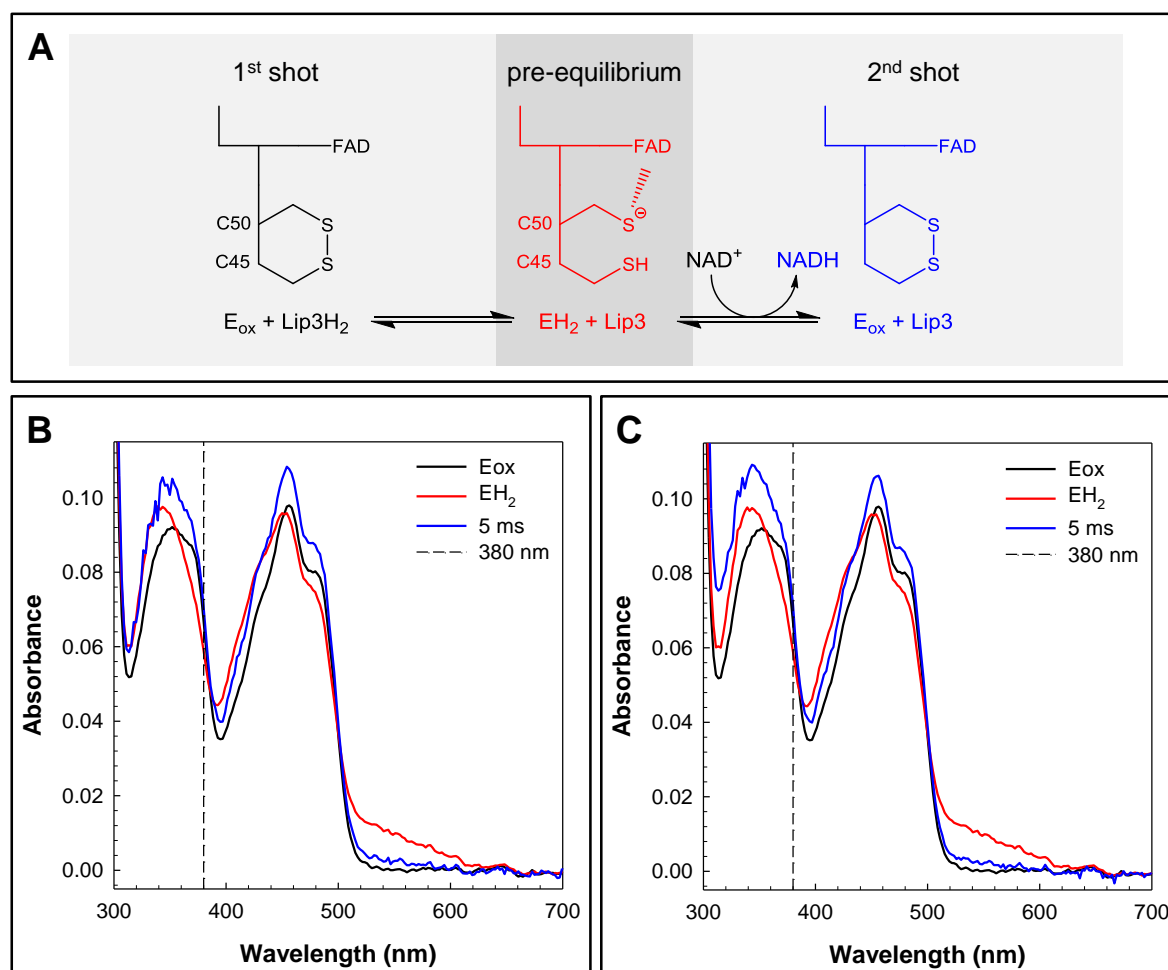 A
1st shot pre-equilibrium 2nd shot
FAD FAD FAD
C50 S C50 S⊖ S
C45 S C45 SH S
NAD+ NADH
Eox + Lip3H2 EH2 + Lip3 Eox + Lip3
B
Absorbance
0.10
0.08
0.06
0.04
0.02
0.00
Eox
EH2
5 ms
380 nm
300 400 500 600 700
Wavelength (nm)
C
Absorbance
0.10
0.08
0.06
0.04
0.02
0.00
Eox
EH2
5 ms
380 nm
300 400 500 600 700
Wavelength (nm)